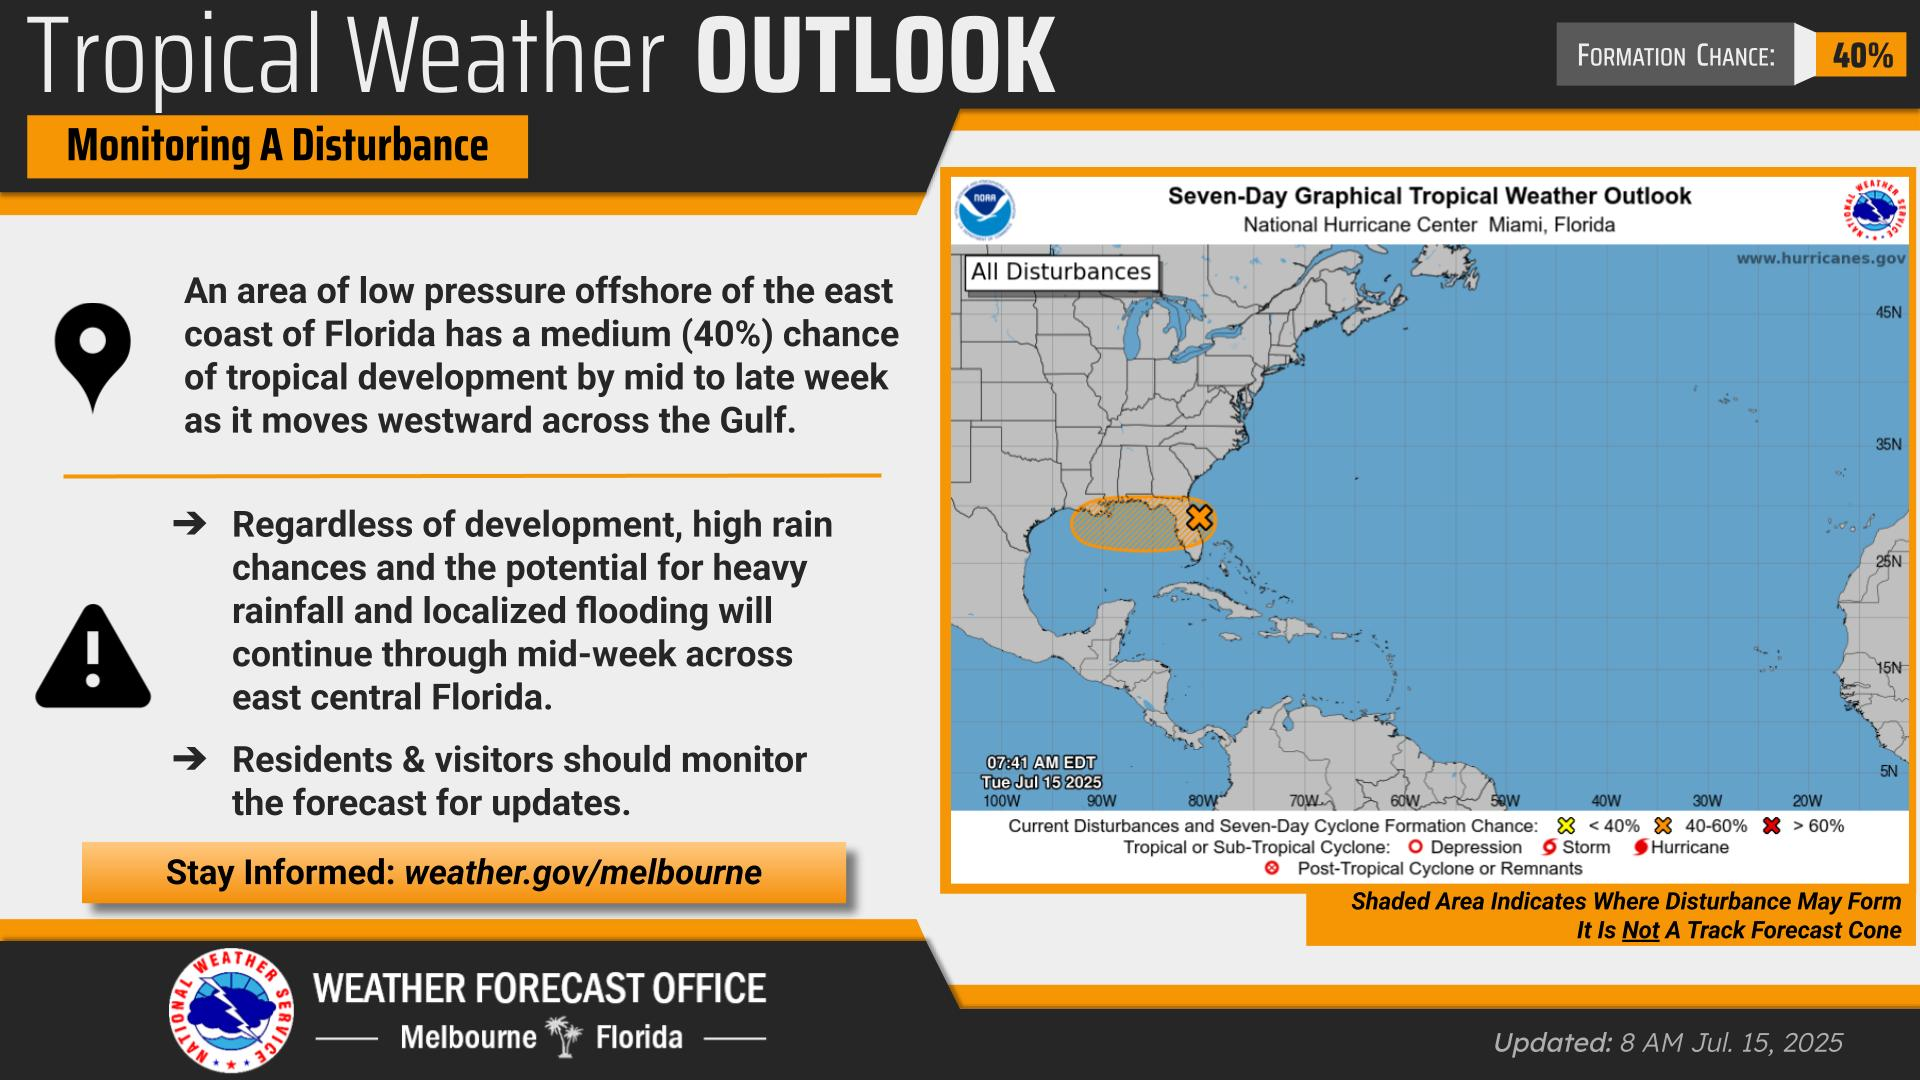 Tropical Weather OUTLOOK
FORMATION CHANCE: 40%
Monitoring A Disturbance
An area of low pressure offshore of the east
coast of Florida has a medium (40%) chance
of tropical development by mid to late week
as it moves westward across the Gulf.
➔ Regardless of development, high rain
chances and the potential for heavy
rainfall and localized flooding will
continue through mid-week across
east central Florida.
➔ Residents & visitors should monitor
the forecast for updates.
Stay Informed: weather.gov/melbourne
NOAA
Seven-Day Graphical Tropical Weather Outlook
National Hurricane Center Miami, Florida
NATIONAL WEATHER SERVICE
All Disturbances
www.hurricanes.gov
45N
35N
25N
15N
5N
07:41 AM EDT
Tue Jul 15 2025
100W 90W 80W 70W 60W 50W 40W 30W 20W
Current Disturbances and Seven-Day Cyclone Formation Chance: < 40% 40-60% > 60%
Tropical or Sub-Tropical Cyclone: Depression Storm Hurricane
Post-Tropical Cyclone or Remnants
Shaded Area Indicates Where Disturbance May Form
It Is Not A Track Forecast Cone
NATIONAL WEATHER SERVICE
WEATHER FORECAST OFFICE
Melbourne Florida
Updated: 8 AM Jul. 15, 2025